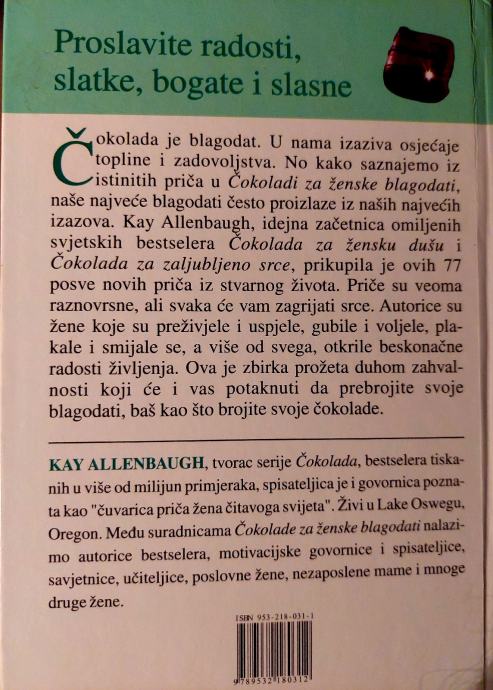 Proslavite radosti,
slatke, bogate i slasne
Čokolada je blagodat. U nama izaziva osjećaje
topline i zadovoljstva. No kako saznajemo iz
istinitih priča u Čokoladi za ženske blagodati,
naše najveće blagodati često proizlaze iz naših najvećih
izazova. Kay Allenbaugh, idejna začetnica omiljenih
svjetskih bestselera Čokolada za žensku dušu i
Čokolada za zaljubljeno srce, prikupila je ovih 77
posve novih priča iz stvarnog života. Priče su veoma
raznovrsne, ali svaka će vam zagrijati srce. Autorice su
žene koje su preživjele i uspjele, gubile i voljele, pla-
kale i smijale se, a više od svega, otkrile beskonačne
radosti življenja. Ova je zbirka prožeta duhom zahval-
nosti koji će i vas potaknuti da prebrojite svoje
blagodati, baš kao što brojite svoje čokolade.
KAY ALLENBAUGH, tvorac serije Čokolada, bestselera tiska-
nih u više od milijun primjeraka, spisateljica je i govornica pozna-
ta kao "čuvarica priča žena čitavoga svijeta". Živi u Lake Oswegu,
Oregon. Među suradnicama Čokolade za ženske blagodati nalazi-
mo autorice bestselera, motivacijske govornice i spisateljice,
savjetnice, učiteljice, poslovne žene, nezaposlene mame i mnoge
druge žene.
ISBN 953-218-031-1
9789532180312